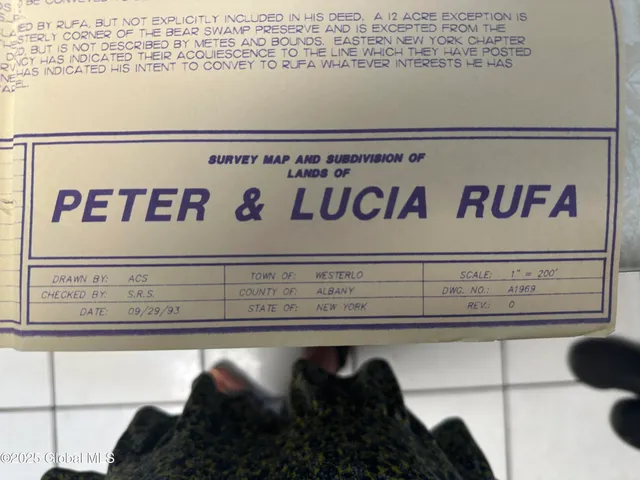 BE CONVEYED TO
BY RUFA, BUT NOT EXPLICITLY INCLUDED IN HIS DEED. A 12 ACRE EXCEPTION IS
CORNER OF THE BEAR SWAMP PRESERVE AND IS EXCEPTED FROM THE
BUT IS NOT DESCRIBED BY METES AND BOUNDS. EASTERN NEW YORK CHAPTER
HAS INDICATED THEIR ACQUIESCENCE TO THE LINE WHICH THEY HAVE POSTED
HAS INDICATED HIS INTENT TO CONVEY TO RUFA WHATEVER INTERESTS HE HAS
SURVEY MAP AND SUBDIVISION OF
LANDS OF
PETER & LUCIA RUFA
DRAWN BY: ACS TOWN OF: WESTERLO SCALE: 1" = 200'
CHECKED BY: S.R.S. COUNTY OF: ALBANY DWG. NO.: A1969
DATE: 09/29/93 STATE OF: NEW YORK REV.: 0
©2025 Global MLS